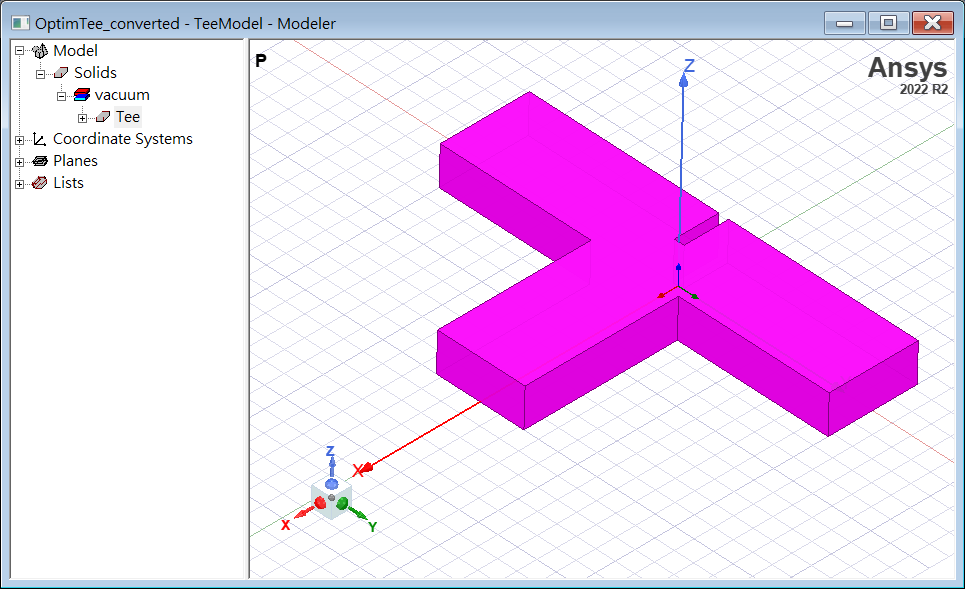 OptimTee_converted - TeeModel - Modeler
Model
Solids
vacuum
Tee
Coordinate Systems
Planes
Lists
P
Z
Ansys
2022 R2
X
Z
X
Y